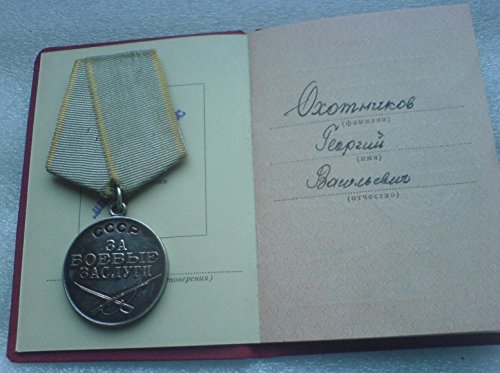 СССР
ЗА
БОЕВЫЕ
ЗАСЛУГИ
Охотников
(фамилия)
Георгий
(имя)
Васильевич
(отчество)